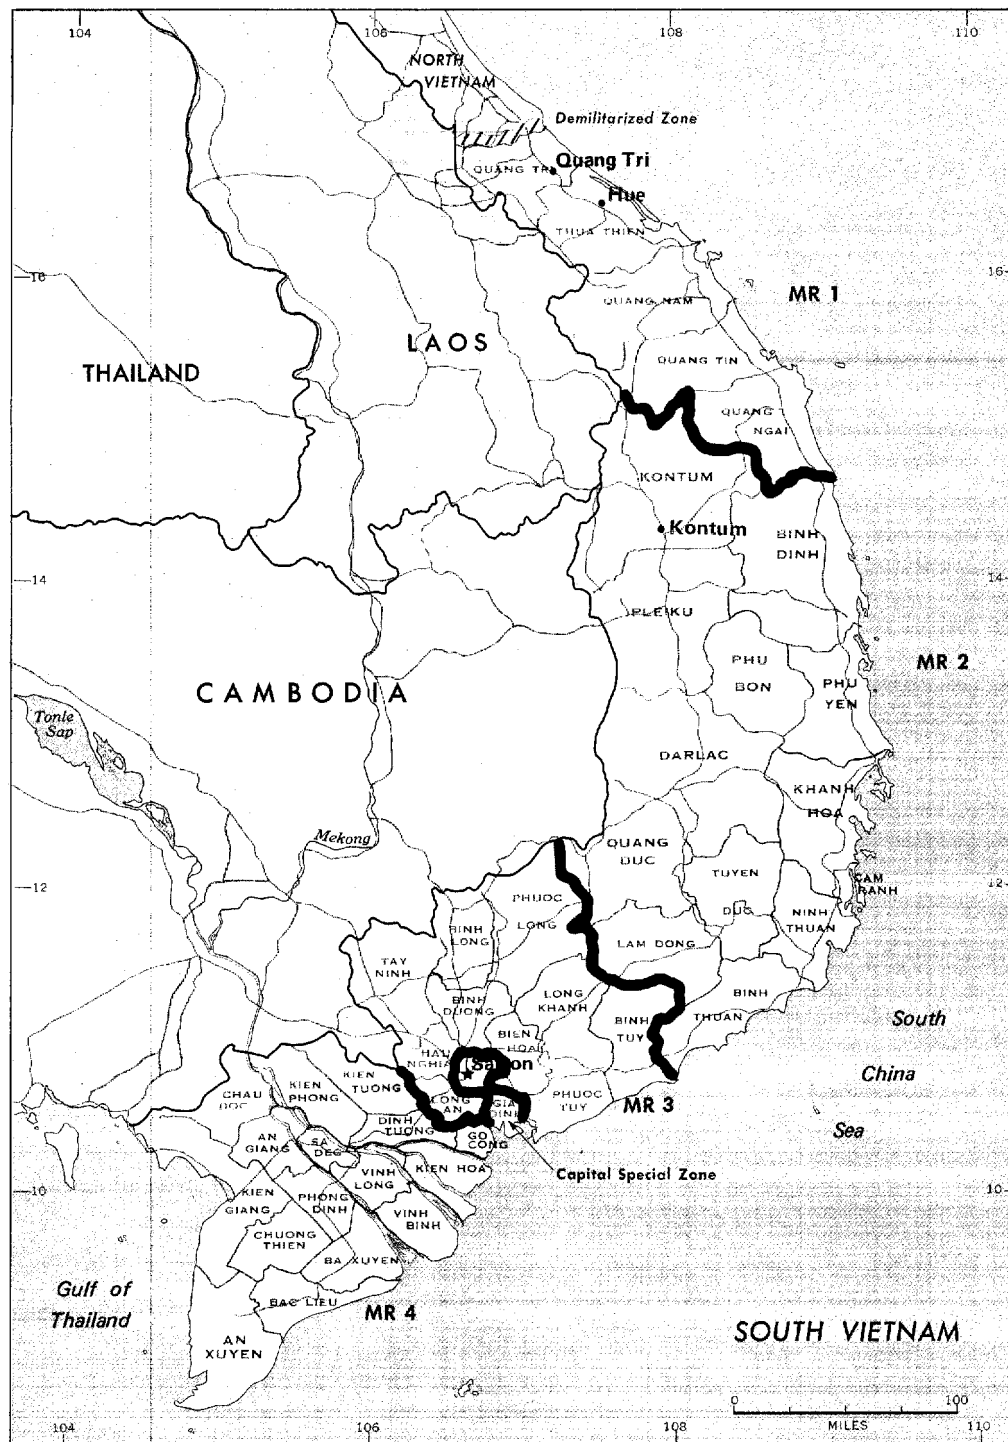 104
106
108
110
NORTH
VIETNAM
Demilitarized Zone
Quang Tri
QUANG TRI
Hue
THUA THIEN
16
16
MR 1
QUANG NAM
LAOS
THAILAND
QUANG TIN
QUANG
NGAI
KONTUM
Kontum
BINH
DINH
14
14
PLEIKU
PHU
BON
MR 2
PHU
YEN
CAMBODIA
Tonle
Sap
DARLAC
KHANH
HOA
Mekong
QUANG
DUC
12
12
TUYEN
DUC
CAM
RANH
PHUOC
LONG
NINH
THUAN
BINH
LONG
LAM DONG
TAY
NINH
BINH
DUONG
LONG
KHANH
BINH
THUAN
BINH
TUY
South
China
Sea
BIEN
HOA
HAU
NGHIA
Saigon
KIEN
TUONG
KIEN
PHONG
CHAU
DOC
LONG
AN
GIA
DINH
PHUOC
TUY
MR 3
DINH
TUONG
GO
CONG
AN
GIANG
SA
DEC
VINH
LONG
KIEN HOA
Capital Special Zone
10
10
KIEN
GIANG
PHONG
DINH
VINH
BINH
CHUONG
THIEN
BA XUYEN
Gulf of
Thailand
BAC LIEU
MR 4
AN
XUYEN
SOUTH VIETNAM
0
100
MILES
104
106
108
110